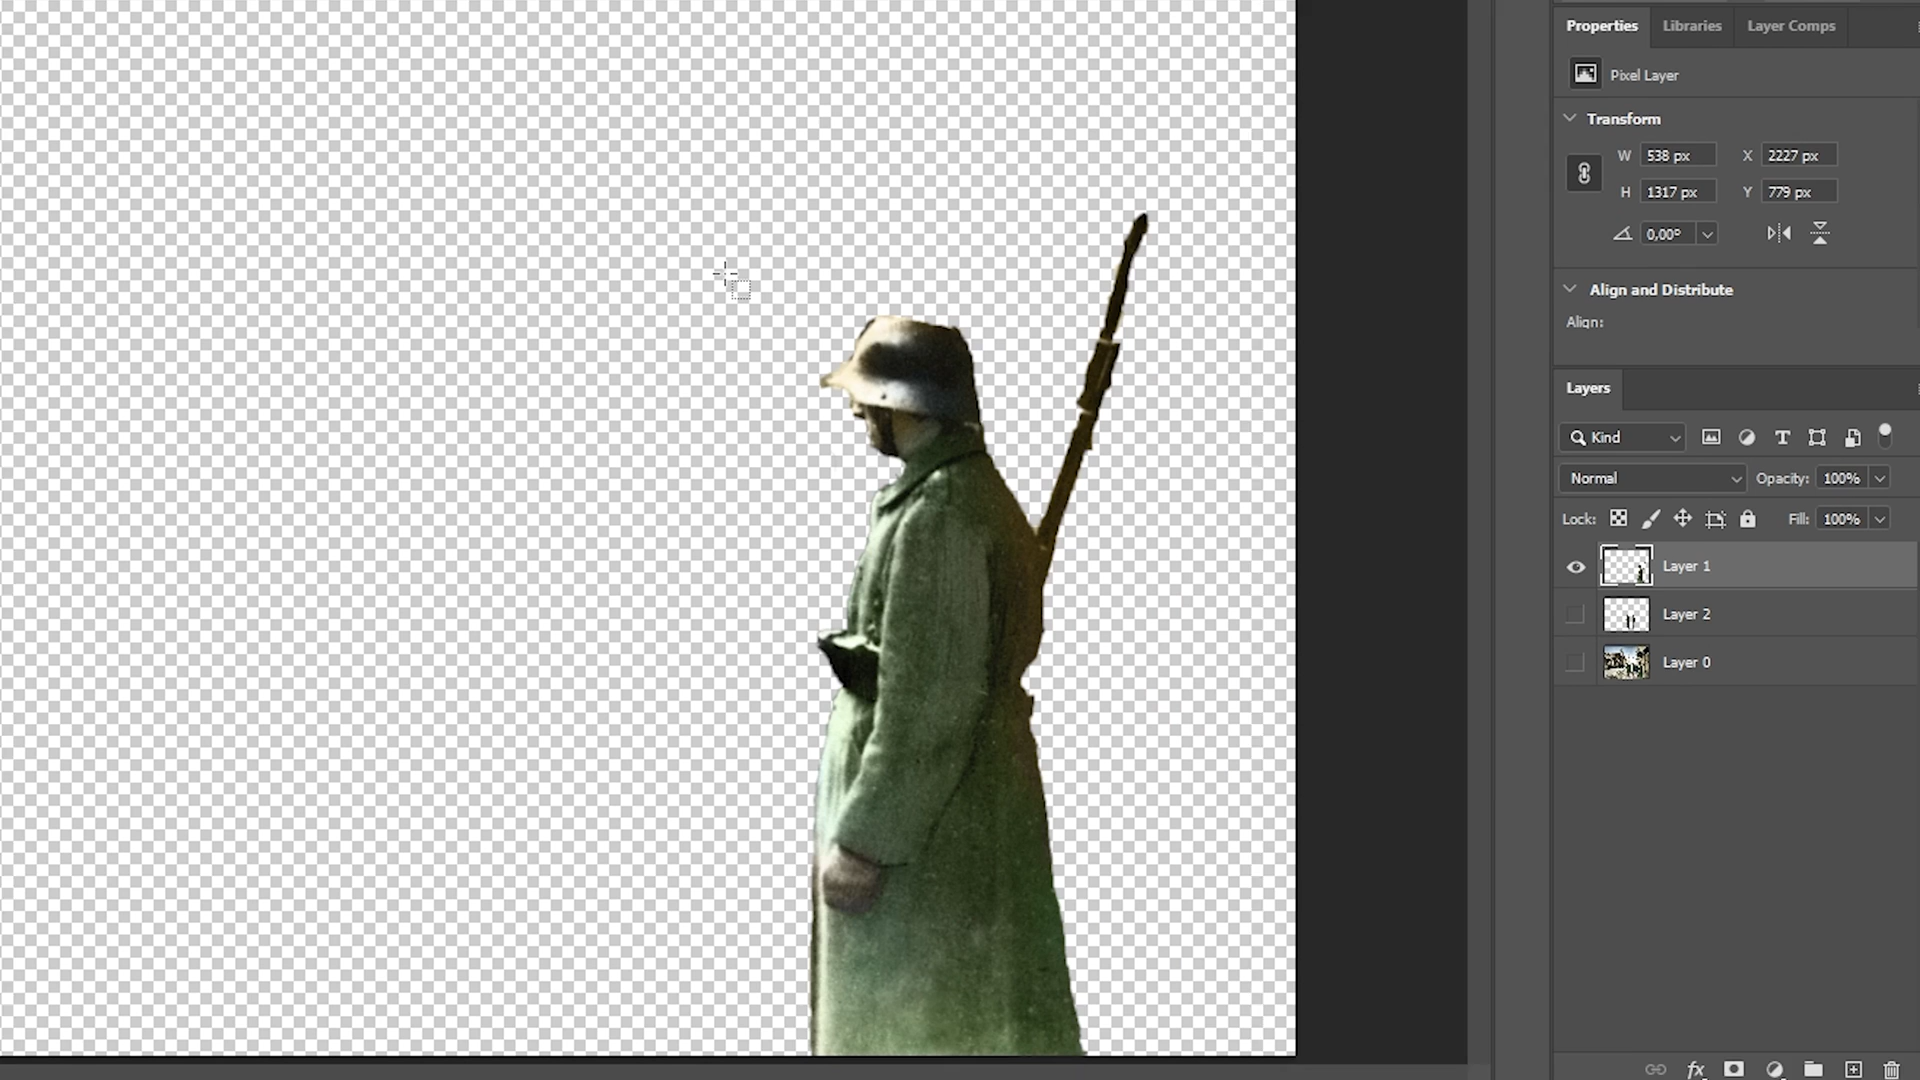 Properties Libraries Layer Comps
Pixel Layer
Transform
W 538 px X 2227 px
H 1317 px Y 779 px
0,00°
Align and Distribute
Align:
Layers
Kind
Normal Opacity: 100%
Lock: Fill: 100%
Layer 1
Layer 2
Layer 0
fx